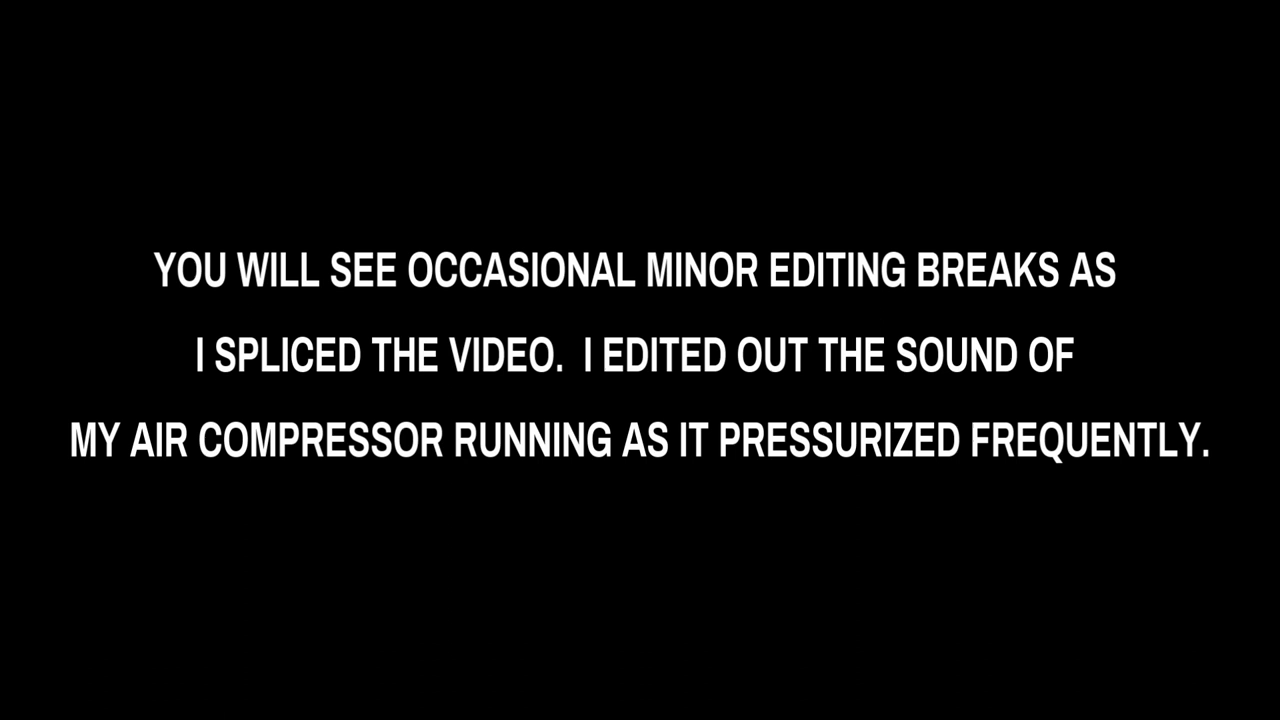 YOU WILL SEE OCCASIONAL MINOR EDITING BREAKS AS
I SPLICED THE VIDEO.  I EDITED OUT THE SOUND OF
MY AIR COMPRESSOR RUNNING AS IT PRESSURIZED FREQUENTLY.